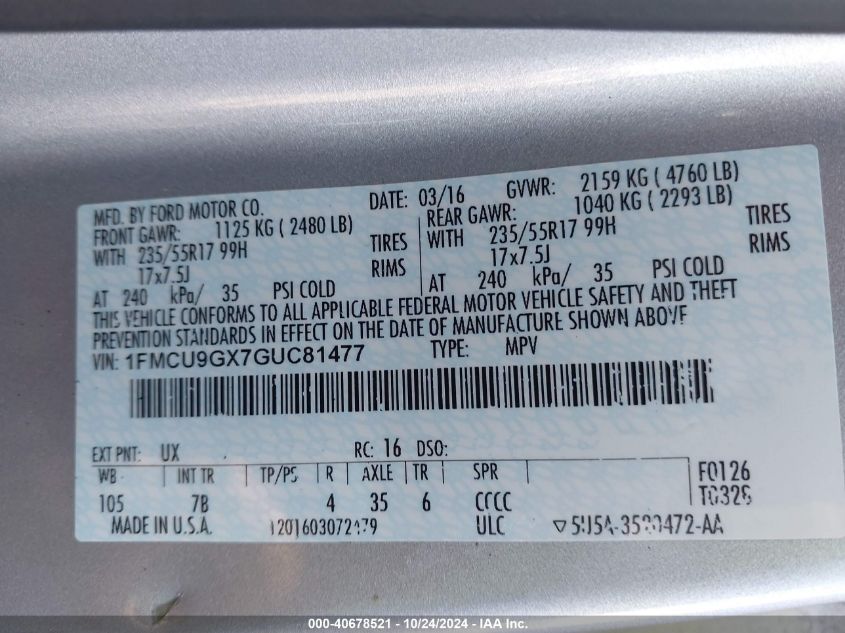 MFD. BY FORD MOTOR CO. DATE: 03/16 GVWR: 2159 KG ( 4760 LB)
FRONT GAWR: 1125 KG ( 2480 LB) REAR GAWR: 1040 KG ( 2293 LB)
WITH 235/55R17 99H TIRES WITH 235/55R17 99H TIRES
17x7.5J RIMS 17x7.5J RIMS
AT 240 kPa/ 35 PSI COLD AT 240 kPa/ 35 PSI COLD
THIS VEHICLE CONFORMS TO ALL APPLICABLE FEDERAL MOTOR VEHICLE SAFETY AND THEFT
PREVENTION STANDARDS IN EFFECT ON THE DATE OF MANUFACTURE SHOWN ABOVE
VIN: 1FMCU9GX7GUC81477 TYPE: MPV
EXT PNT: UX RC: 16 DSO:
WB INT TR TP/PS R AXLE TR SPR F0126
105 7B 4 35 6 CCCC
MADE IN U.S.A. ULC
000-40678521 - 10/24/2024 - IAA Inc.